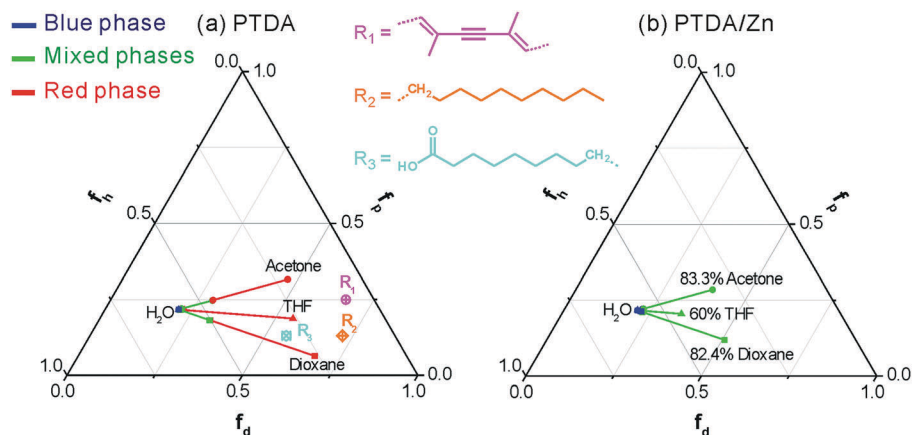 Blue phase
Mixed phases
Red phase
(a) PTDA
R1 =
R2 = CH2
R3 = O HO CH2
(b) PTDA/Zn
0.0 1.0
0.5 0.5
1.0 0.0
0.0 0.5 1.0
fh
fp
fd
Acetone
H2O
THF
Dioxane
R1
R2
R3
0.0 1.0
0.5 0.5
1.0 0.0
0.0 0.5 1.0
fh
fp
fd
83.3% Acetone
H2O
60% THF
82.4% Dioxane